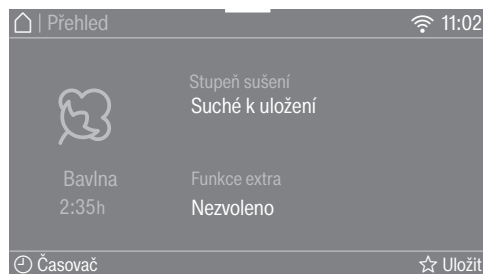 | Přehled 11:02
Stupeň sušení
Suché k uložení
Bavlna
2:35h
Funkce extra
Nezvoleno
Časovač
Uložit